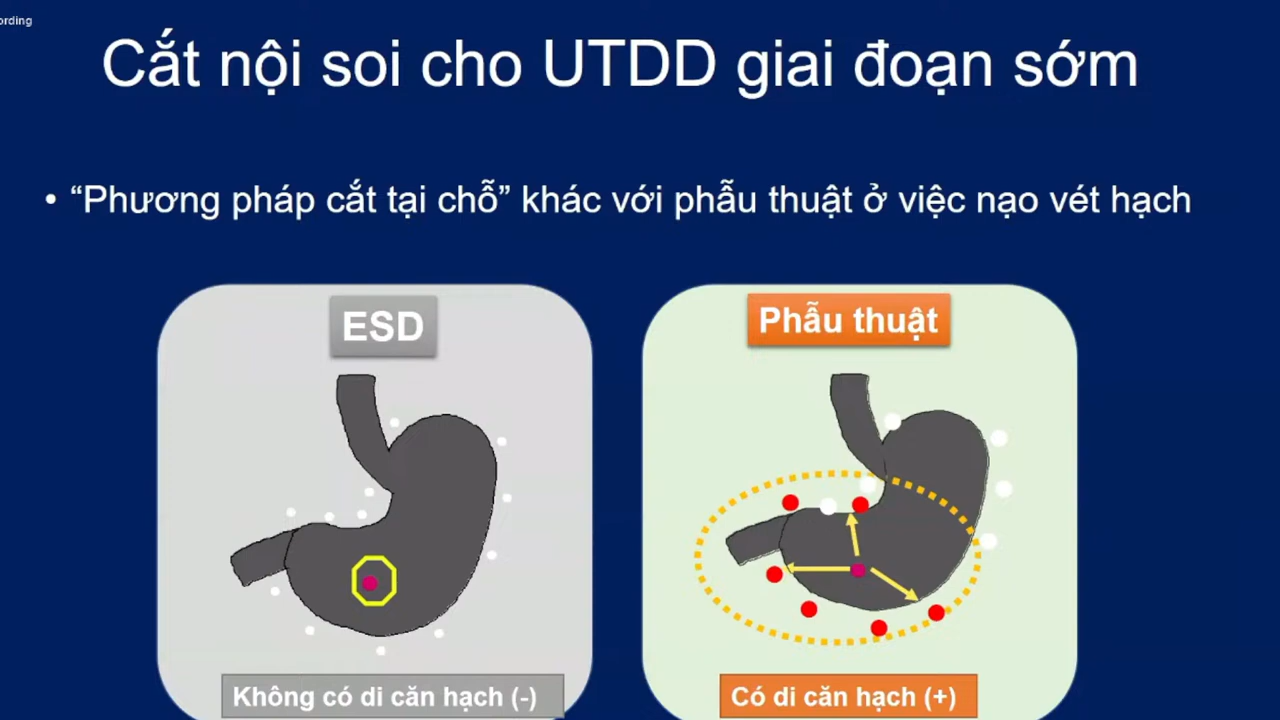 ording
Cắt nội soi cho UTDD giai đoạn sớm
• “Phương pháp cắt tại chỗ” khác với phẫu thuật ở việc nạo vét hạch
ESD
Phẫu thuật
Không có di căn hạch (-)
Có di căn hạch (+)